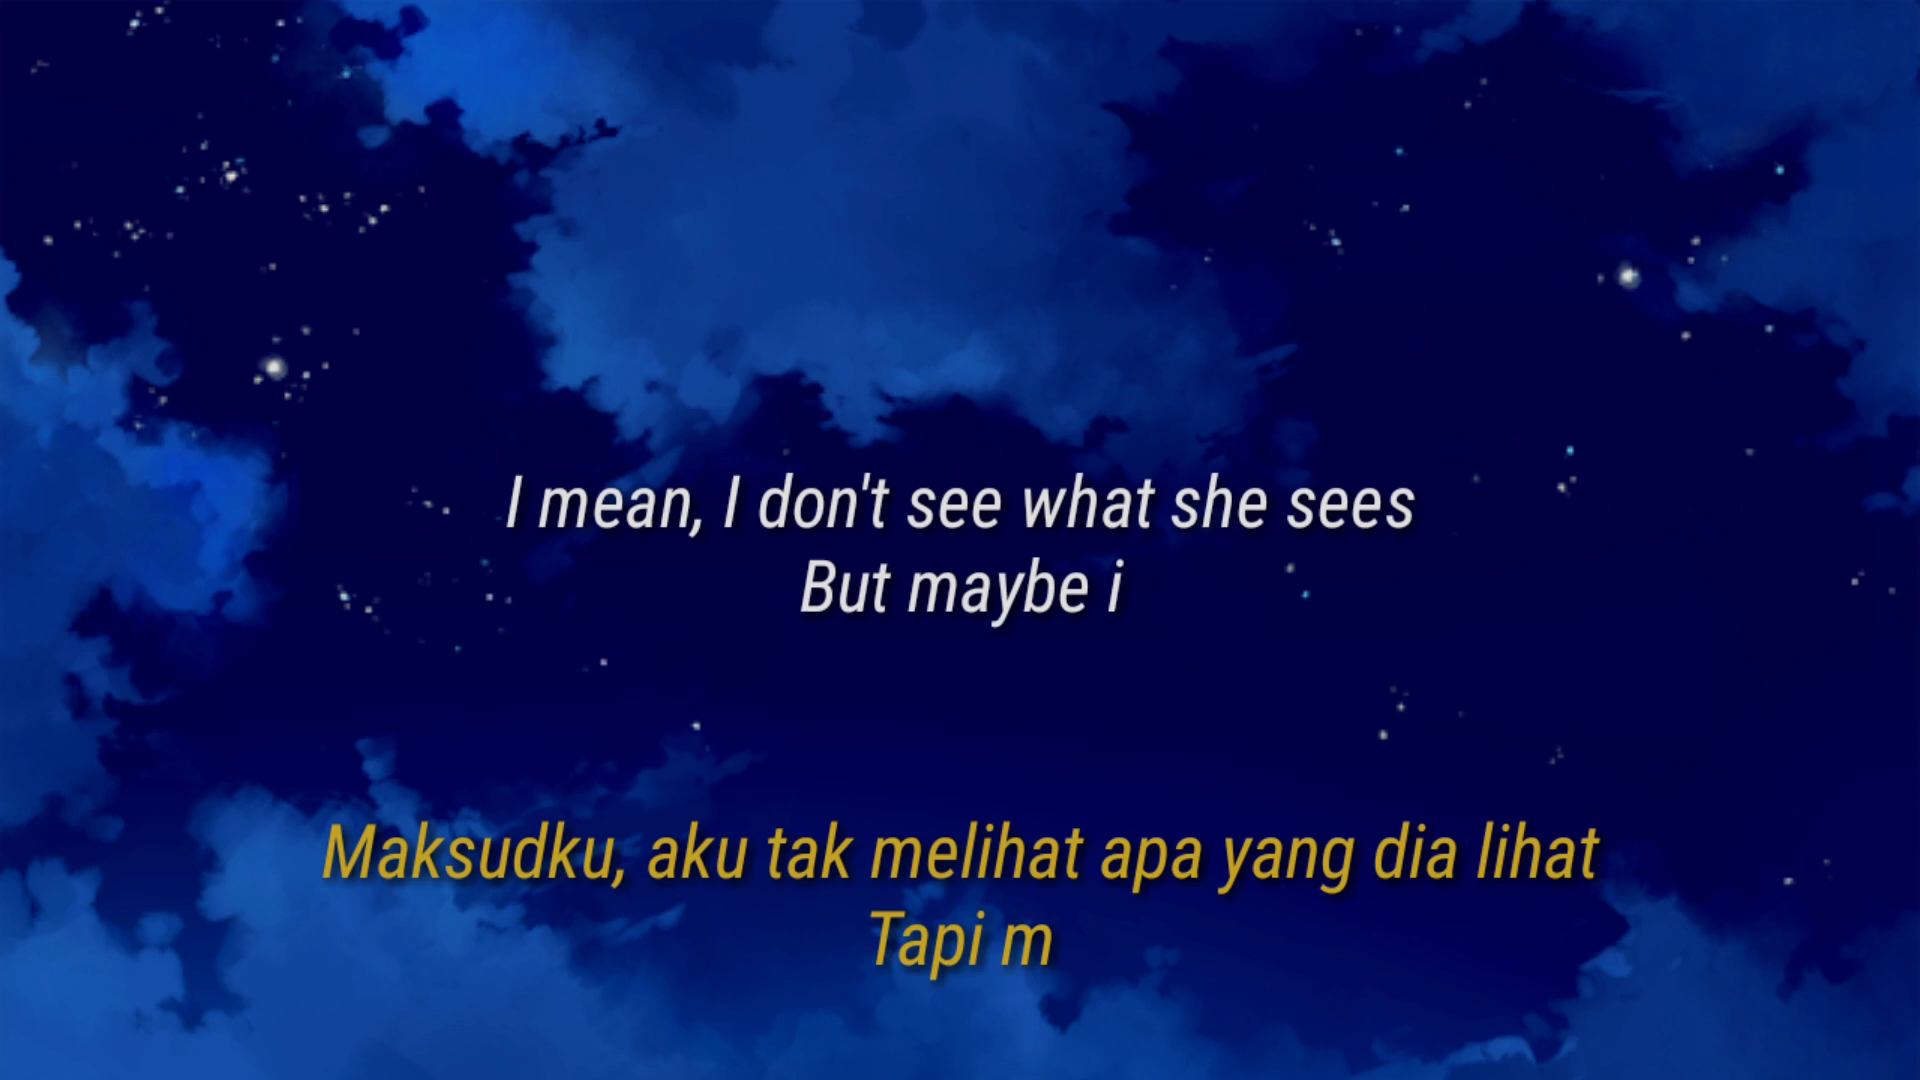 I mean, I don't see what she sees
But maybe i
Maksudku, aku tak melihat apa yang dia lihat
Tapi m